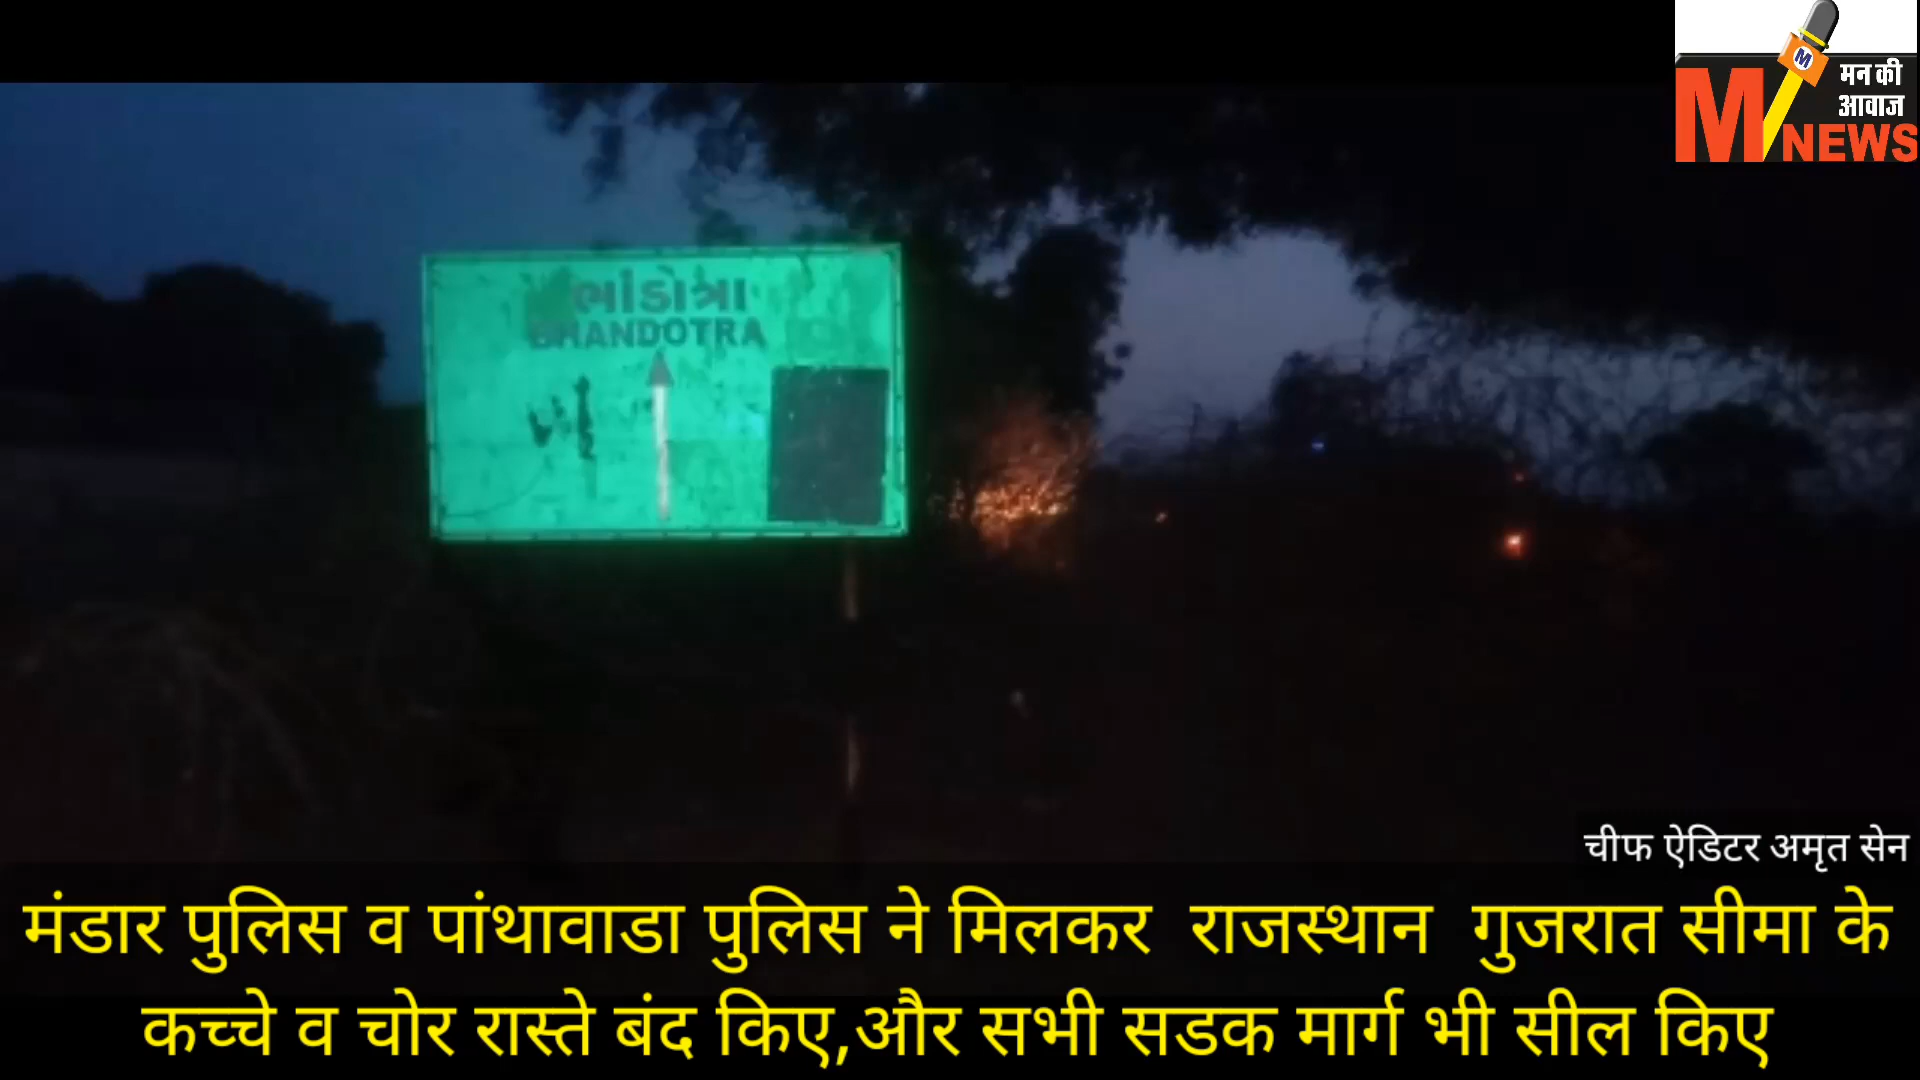 M
मन की
आवाज
M NEWS
ભાંડોત્રા
BHANDOTRA
चीफ ऐडिटर अमृत सेन
मंडार पुलिस व पांथावाडा पुलिस ने मिलकर राजस्थान गुजरात सीमा के
कच्चे व चोर रास्ते बंद किए,और सभी सडक मार्ग भी सील किए